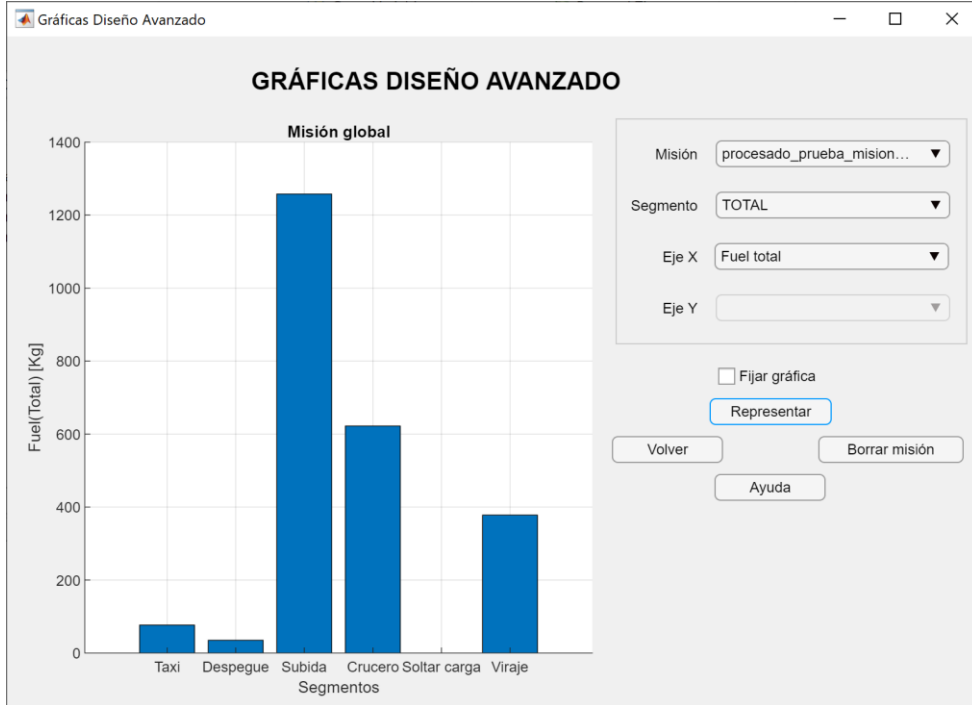 Gráficas Diseño Avanzado
GRÁFICAS DISEÑO AVANZADO
Misión global
1400
1200
1000
800
600
400
200
0
Fuel(Total) [Kg]
Taxi Despegue Subida Crucero Soltar carga Viraje
Segmentos
Misión procesado_prueba_mision...
Segmento TOTAL
Eje X Fuel total
Eje Y
Fijar gráfica
Representar
Volver Borrar misión
Ayuda